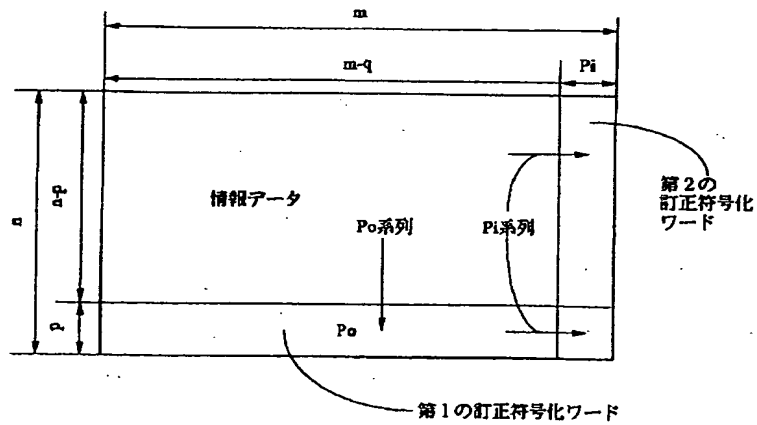 m
m-q
Pi
n
n-p
p
情報データ
Po系列
Pi系列
第2の
訂正符号化
ワード
Po
第1の訂正符号化ワード